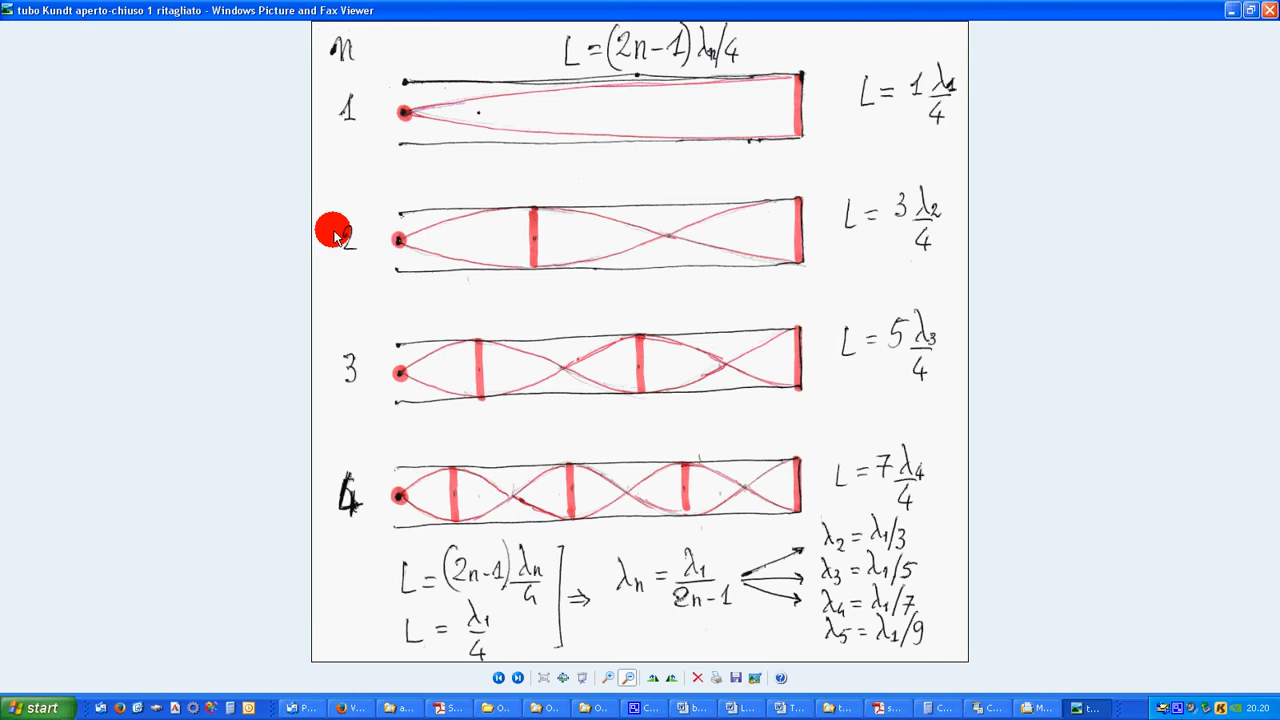 tubo Kundt aperto-chiuso 1 ritagliato - Windows Picture and Fax Viewer
n
L = (2n-1) λn/4
1
L = 1 λ1/4
2
L = 3 λ2/4
3
L = 5 λ3/4
4
L = 7 λ4/4
L = (2n-1) λn/4
L = λ1/4
⇒ λn = λ1/2n-1
λ2 = λ1/3
λ3 = λ1/5
λ4 = λ1/7
λ5 = λ1/9
start
P...
V...
a...
S...
O...
O...
O...
C...
b...
L...
T...
t...
s...
C...
C...
M...
t...
20.20